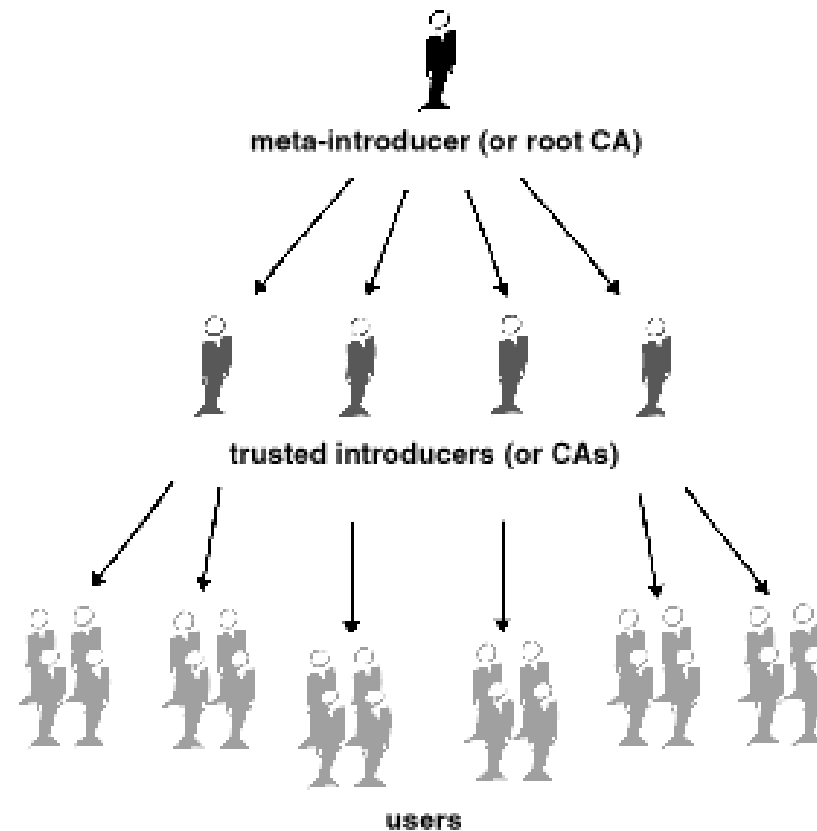 meta-introducer (or root CA)
trusted introducers (or CAs)
users